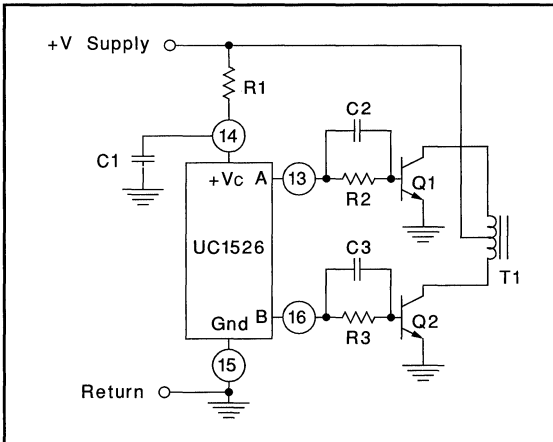 +V Supply
R1
C2
14
C1
+Vc A
13
R2
Q1
UC1526
C3
T1
B
16
Gnd
R3
Q2
15
Return